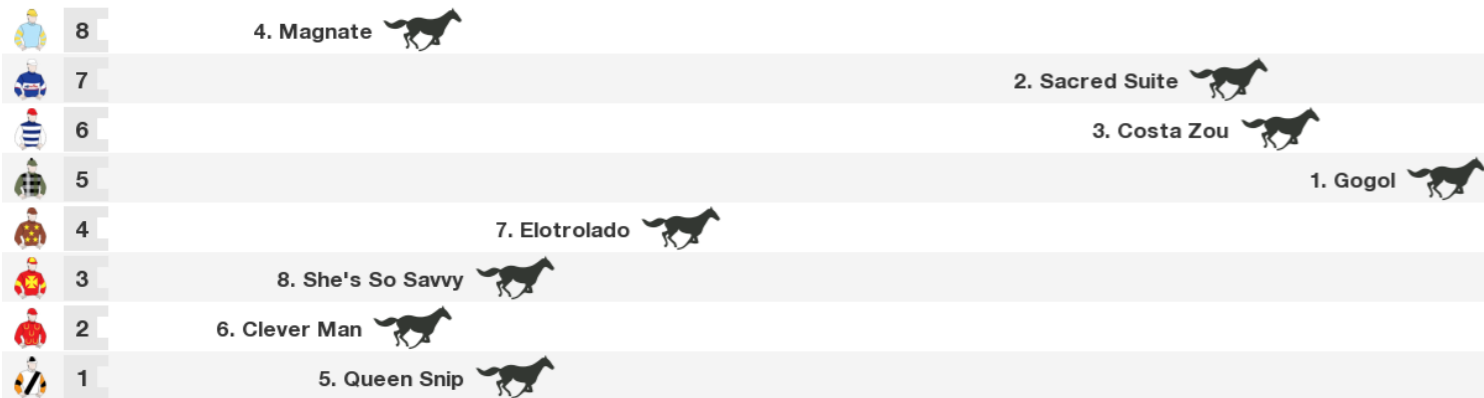 8 4. Magnate
7 2. Sacred Suite
6 3. Costa Zou
5 1. Gogol
4 7. Elotrolado
3 8. She's So Savvy
2 6. Clever Man
1 5. Queen Snip